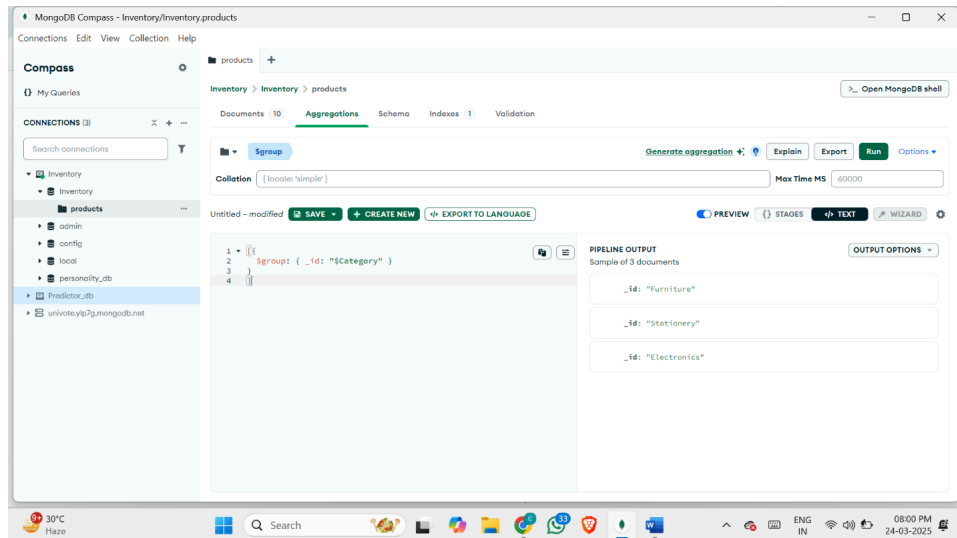 MongoDB Compass - Inventory/Inventory.products
Connections Edit View Collection Help
Compass
{} My Queries
CONNECTIONS (3)
Search connections
Inventory
Inventory
products
admin
config
local
personality_db
Predictor_db
univote.ylp7g.mongodb.net
products
Inventory > Inventory > products
>_ Open MongoDB shell
Documents 10 Aggregations Schema Indexes 1 Validation
$group
Generate aggregation Explain Export Run Options
Collation { locale: 'simple' } Max Time MS 60000
Untitled – modified SAVE + CREATE NEW </> EXPORT TO LANGUAGE
PREVIEW {} STAGES </> TEXT WIZARD
1 [{
2 $group: { _id: "$Category" }
3 }
4 ]
PIPELINE OUTPUT
Sample of 3 documents
OUTPUT OPTIONS
_id: "Furniture"
_id: "Stationery"
_id: "Electronics"
9+
30°C
Haze
Search
33
ENG
IN
08:00 PM
24-03-2025